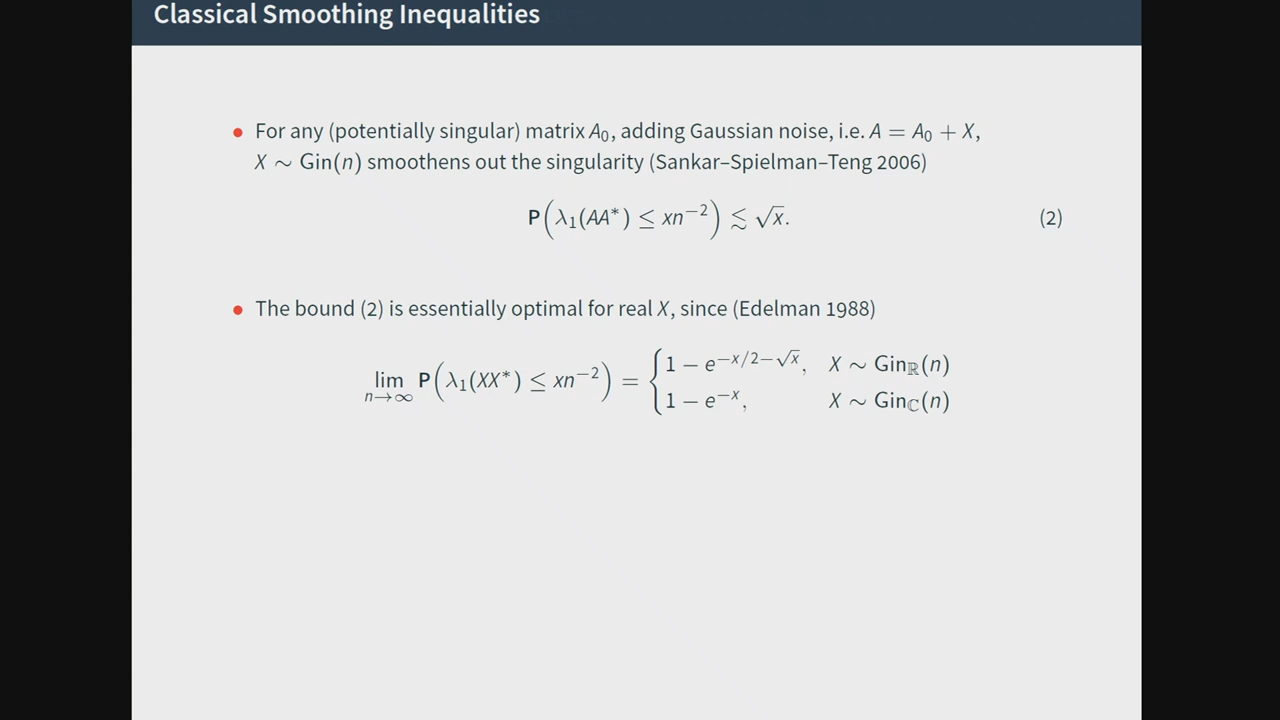 Classical Smoothing Inequalities
• For any (potentially singular) matrix A₀, adding Gaussian noise, i.e. A = A₀ + X,
X ∼ Gin(n) smoothens out the singularity (Sankar–Spielman–Teng 2006)
P(λ₁(AA*) ≤ xn⁻²) ≲ √x. (2)
• The bound (2) is essentially optimal for real X, since (Edelman 1988)
lim_{n→∞} P(λ₁(XX*) ≤ xn⁻²) = { 1 − e^{−x/2−√x}, X ∼ Gin_ℝ(n)
1 − e^{−x}, X ∼ Gin_ℂ(n)